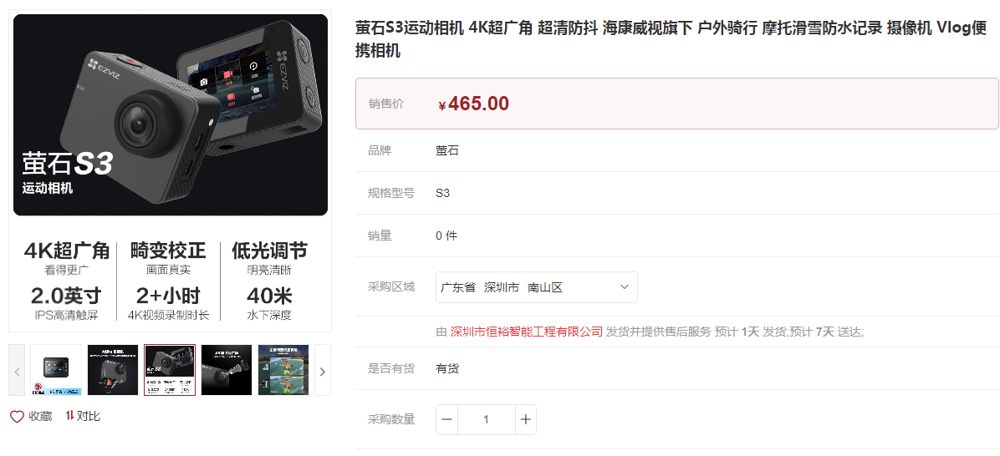 萤石S3运动相机 4K超广角 超清防抖 海康威视旗下 户外骑行 摩托滑雪防水记录 摄像机 Vlog便
携相机
销售价
¥465.00
品牌
萤石
规格型号
S3
销量
0 件
采购区域
广东省 深圳市 南山区
由 深圳市恒裕智能工程有限公司 发货并提供售后服务 预计 1天 发货;预计 7天 送达;
是否有货
有货
采购数量
1
EZVIZ
EZVIZ
萤石S3
运动相机
4K超广角
看得更广
畸变校正
画面真实
低光调节
明亮清晰
2.0英寸
IPS高清触屏
2+小时
4K视频录制时长
40米
水下深度
收藏
对比